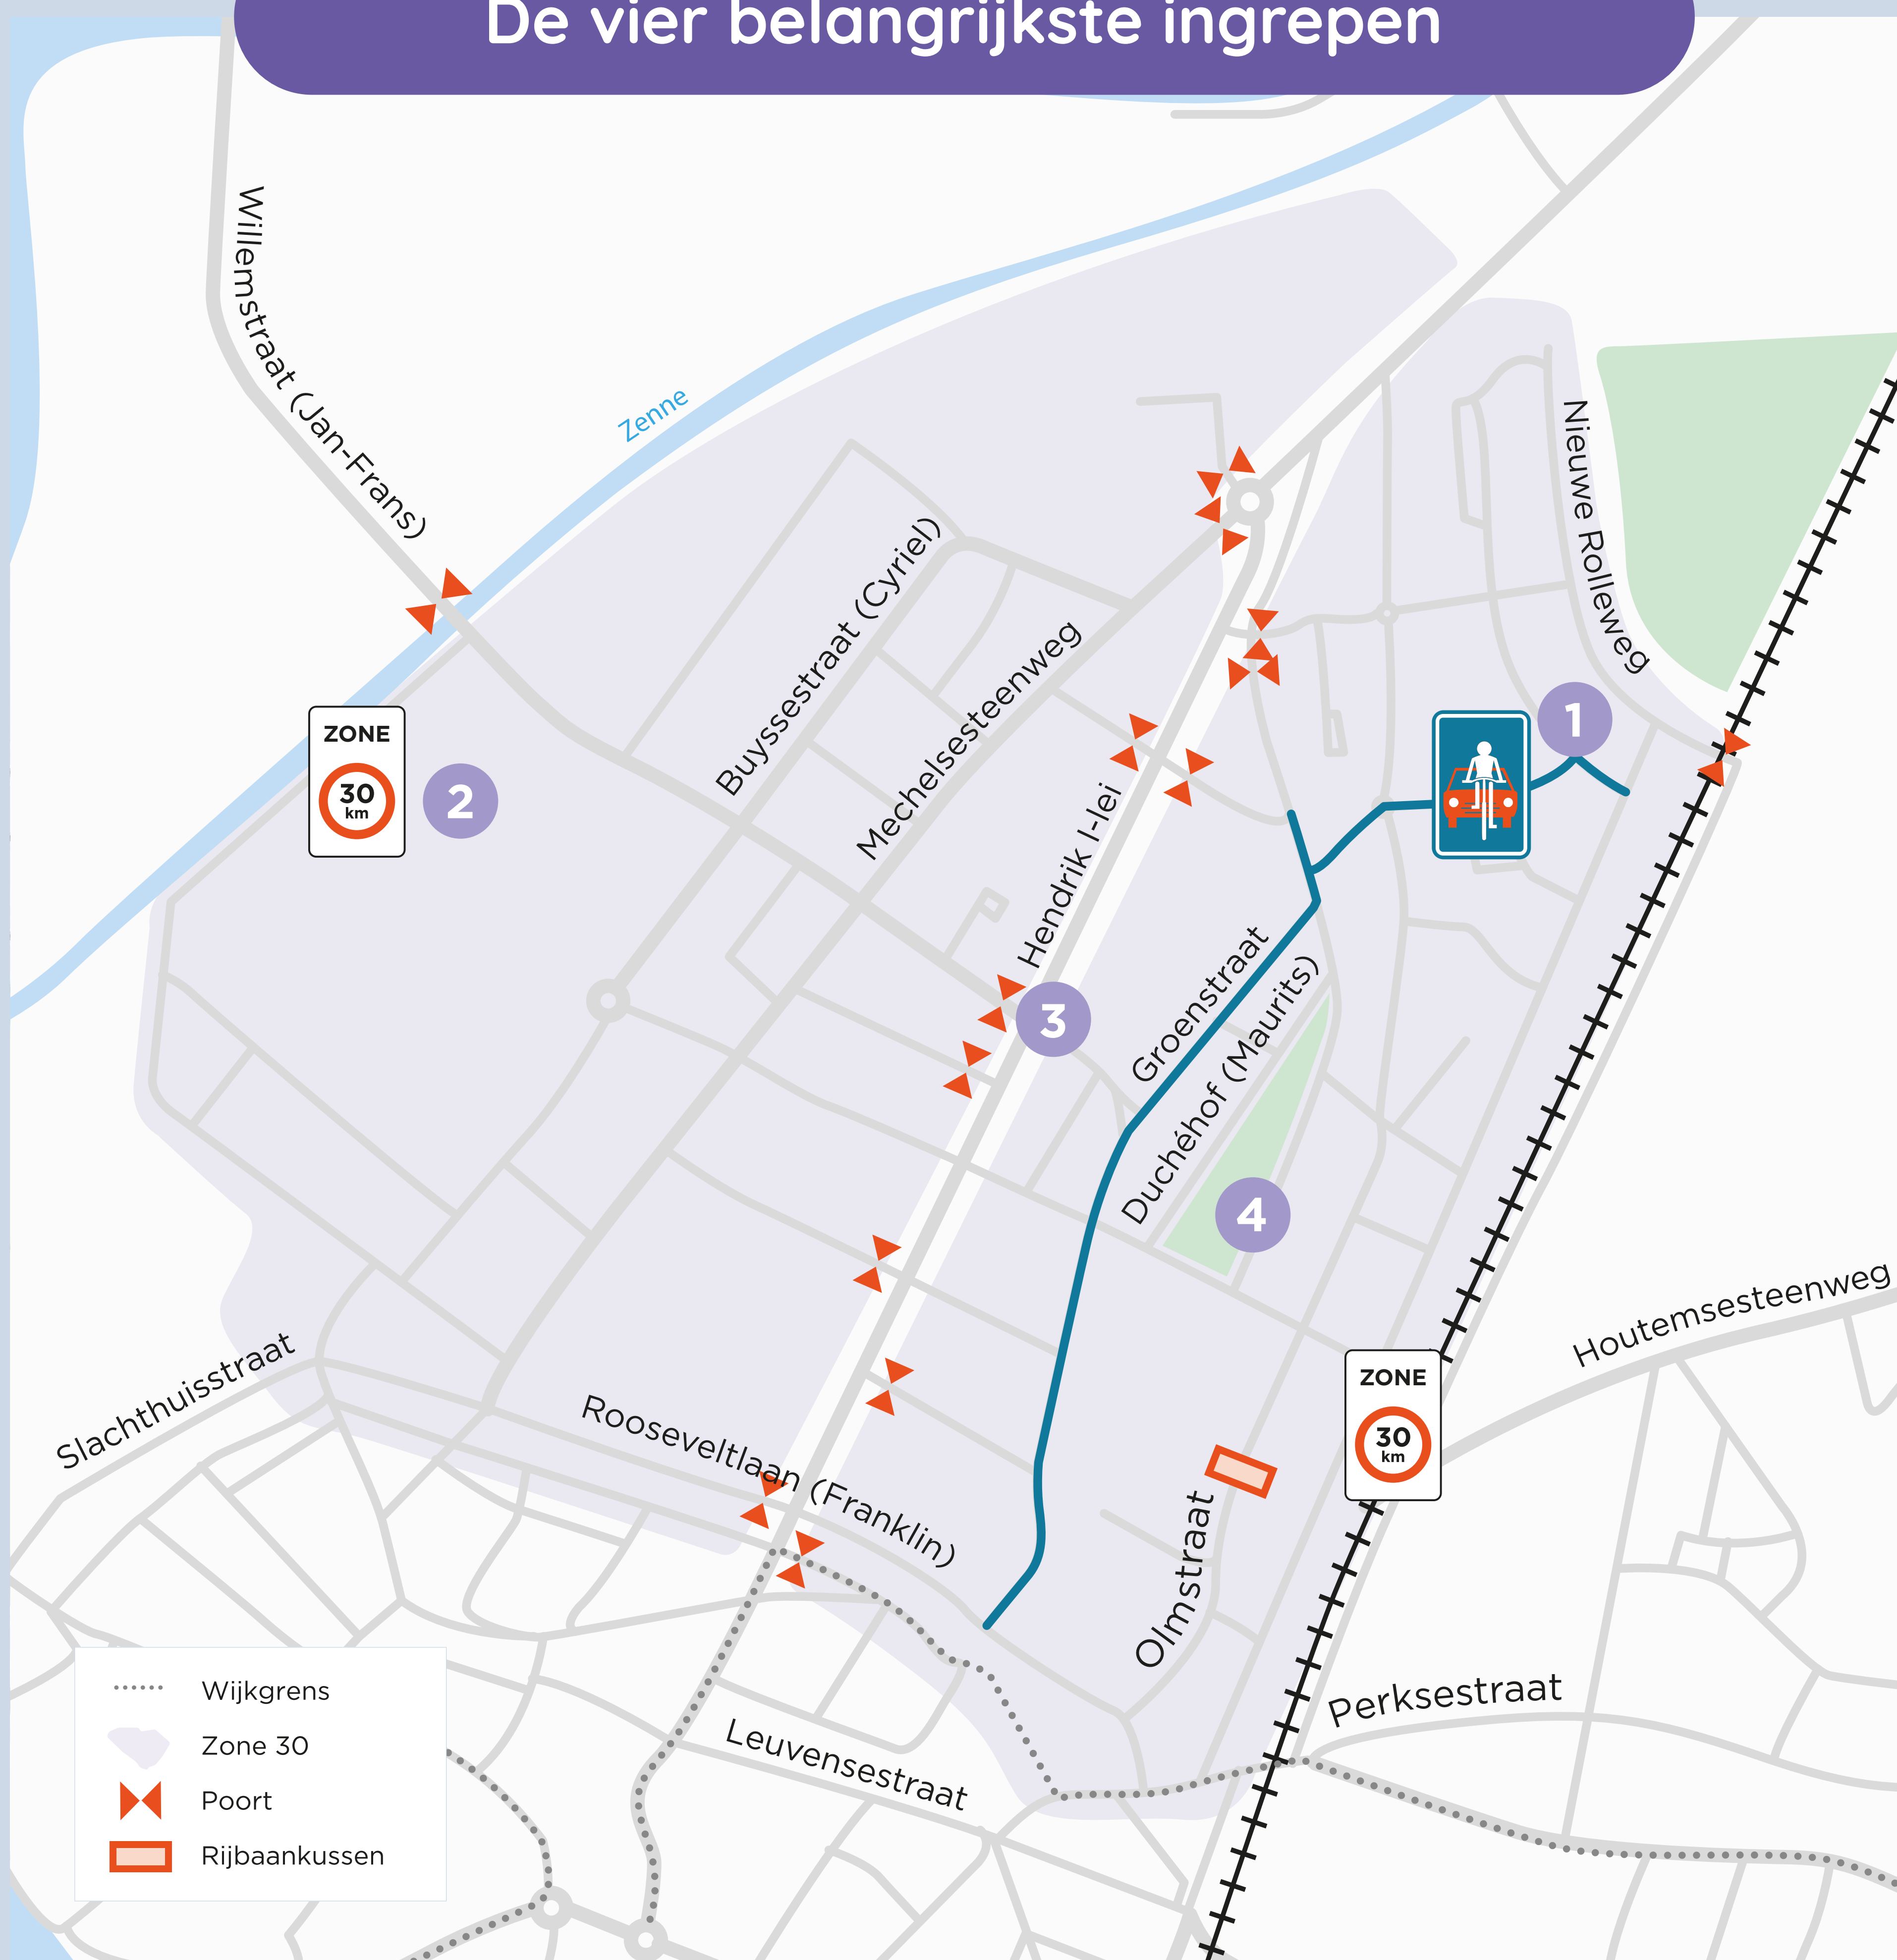 De vier belangrijkste ingrepen
Willemstraat (Jan-Frans)
Zenne
Nieuwe Rolleweg
Buyssestraat (Cyriel)
Mechelsesteenweg
1
ZONE
30
km
2
Hendrik I-lei
3
Groenstraat
Duchéhof (Maurits)
4
Houtemsesteenweg
Slachthuisstraat
ZONE
30
km
Rooseveltlaan (Franklin)
Olmstraat
Perksestraat
Leuvensestraat
Wijkgrens
Zone 30
Poort
Rijbaankussen